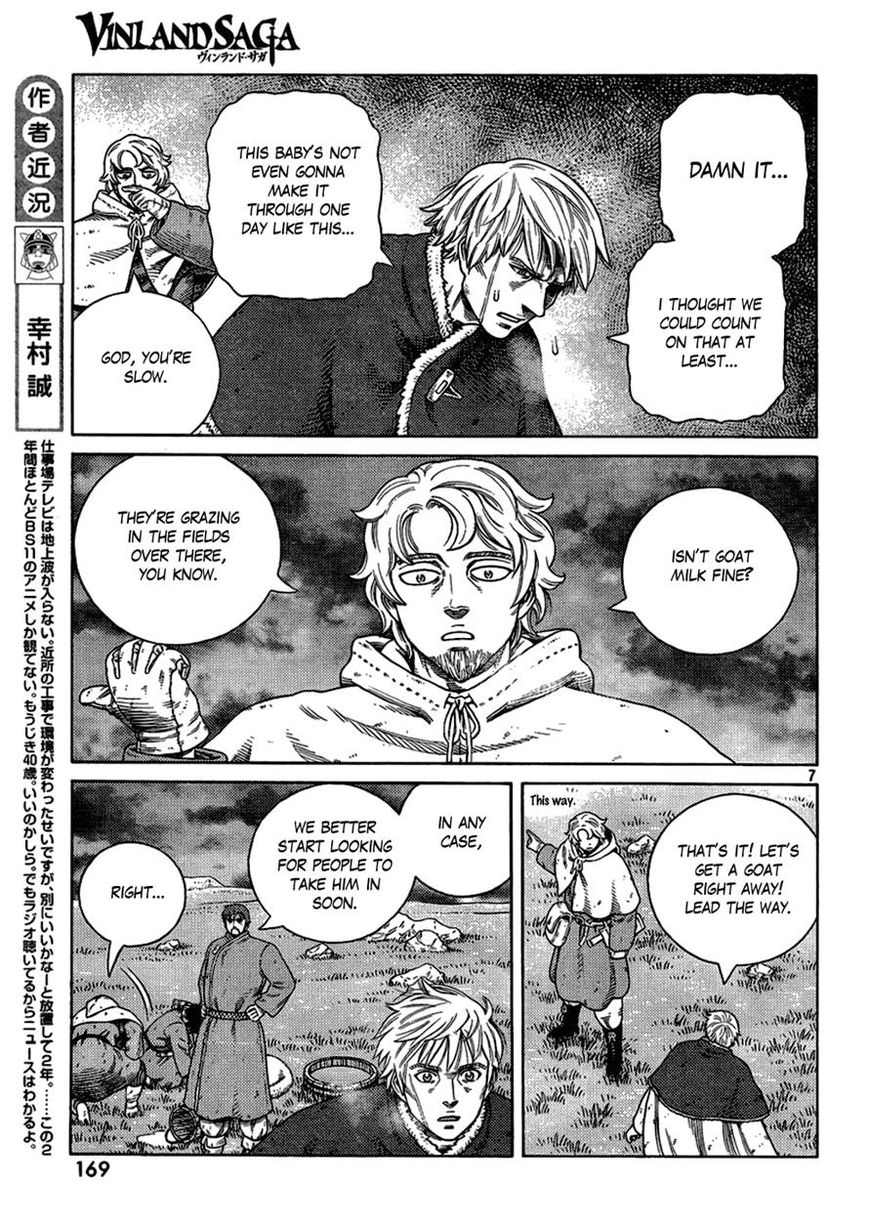 VINLAND SAGA
ヴィンランド・サガ
作者近況
幸村誠
仕事場テレビは地上波が入らない。近所の工事で環境が変わったせいですが、別にいいかなーと放置して2年。……この2
年間ほとんどBS11のアニメしか観てない。もうじき40歳。いいのかしら。でもラジオ聴いてるからニュースはわかるよ。
DAMN IT...
I THOUGHT WE
COULD COUNT
ON THAT AT
LEAST...
THIS BABY'S NOT
EVEN GONNA
MAKE IT
THROUGH ONE
DAY LIKE THIS...
GOD, YOU'RE
SLOW.
ISN'T GOAT
MILK FINE?
THEY'RE GRAZING
IN THE FIELDS
OVER THERE,
YOU KNOW.
7
This way.
THAT'S IT! LET'S
GET A GOAT
RIGHT AWAY!
LEAD THE WAY.
IN ANY
CASE,
WE BETTER
START LOOKING
FOR PEOPLE TO
TAKE HIM IN
SOON.
RIGHT...
169